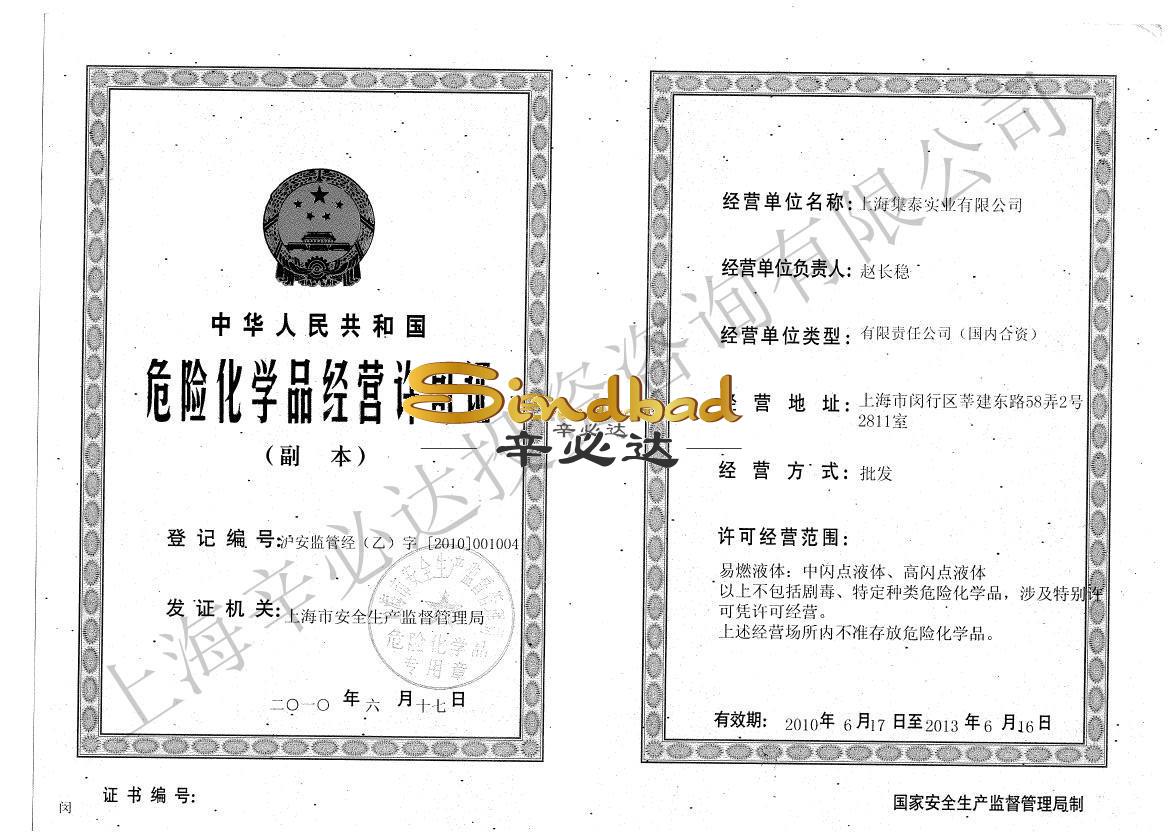 中华人民共和国
危险化学品经营许可证
（副 本）
登记编号:沪安监管经（乙）字 [2010]001004
发证机关:上海市安全生产监督管理局
危险化学品
专用章
二〇一〇年六月十七日
证书编号:
闵
Sindbad
辛必达
辛必达
上海辛必达投资咨询有限公司
经营单位名称:上海集泰实业有限公司
经营单位负责人:赵长稳
经营单位类型:有限责任公司（国内合资）
经营地址:上海市闵行区莘建东路58弄2号
2811室
经营方式:批发
许可经营范围:
易燃液体：中闪点液体、高闪点液体
以上不包括剧毒、特定种类危险化学品，涉及特别许
可凭许可经营。
上述经营场所内不准存放危险化学品。
有效期: 2010年6月17日至2013年6月16日
国家安全生产监督管理局制